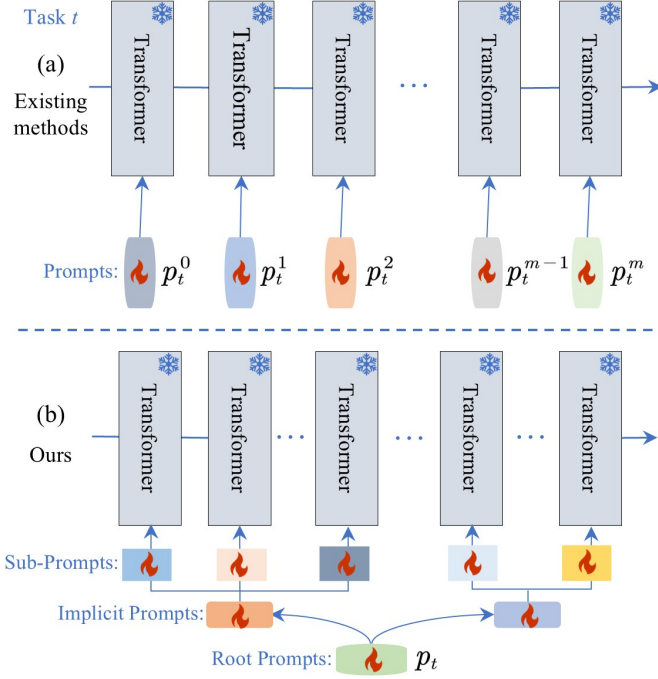 Task t
(a)
Existing
methods
Transformer
Transformer
Transformer
...
Transformer
Transformer
Prompts:
p_t^0
p_t^1
p_t^2
p_t^{m-1}
p_t^m
(b)
Ours
Transformer
Transformer
...
Transformer
...
Transformer
...
Transformer
Sub-Prompts:
Implicit Prompts:
Root Prompts: p_t